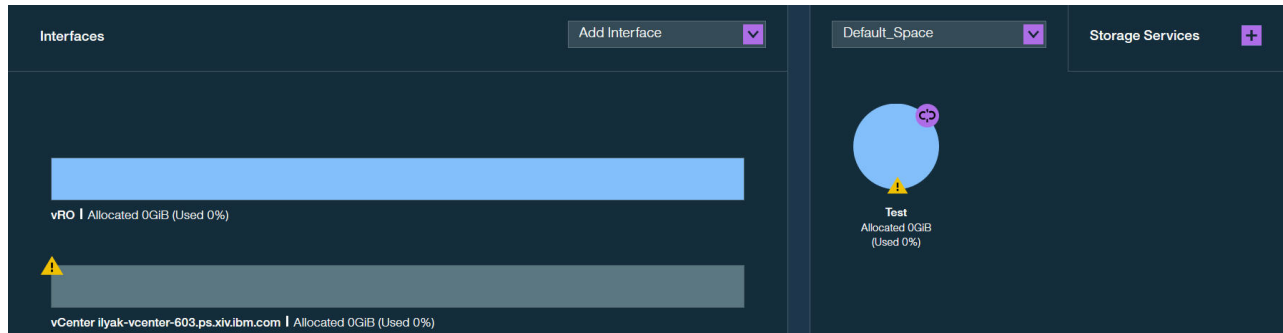 Interfaces
Add Interface
Default_Space
Storage Services
vRO | Allocated 0GiB (Used 0%)
vCenter ilyak-vcenter-603.ps.xiv.ibm.com | Allocated 0GiB (Used 0%)
Test
Allocated 0GiB
(Used 0%)